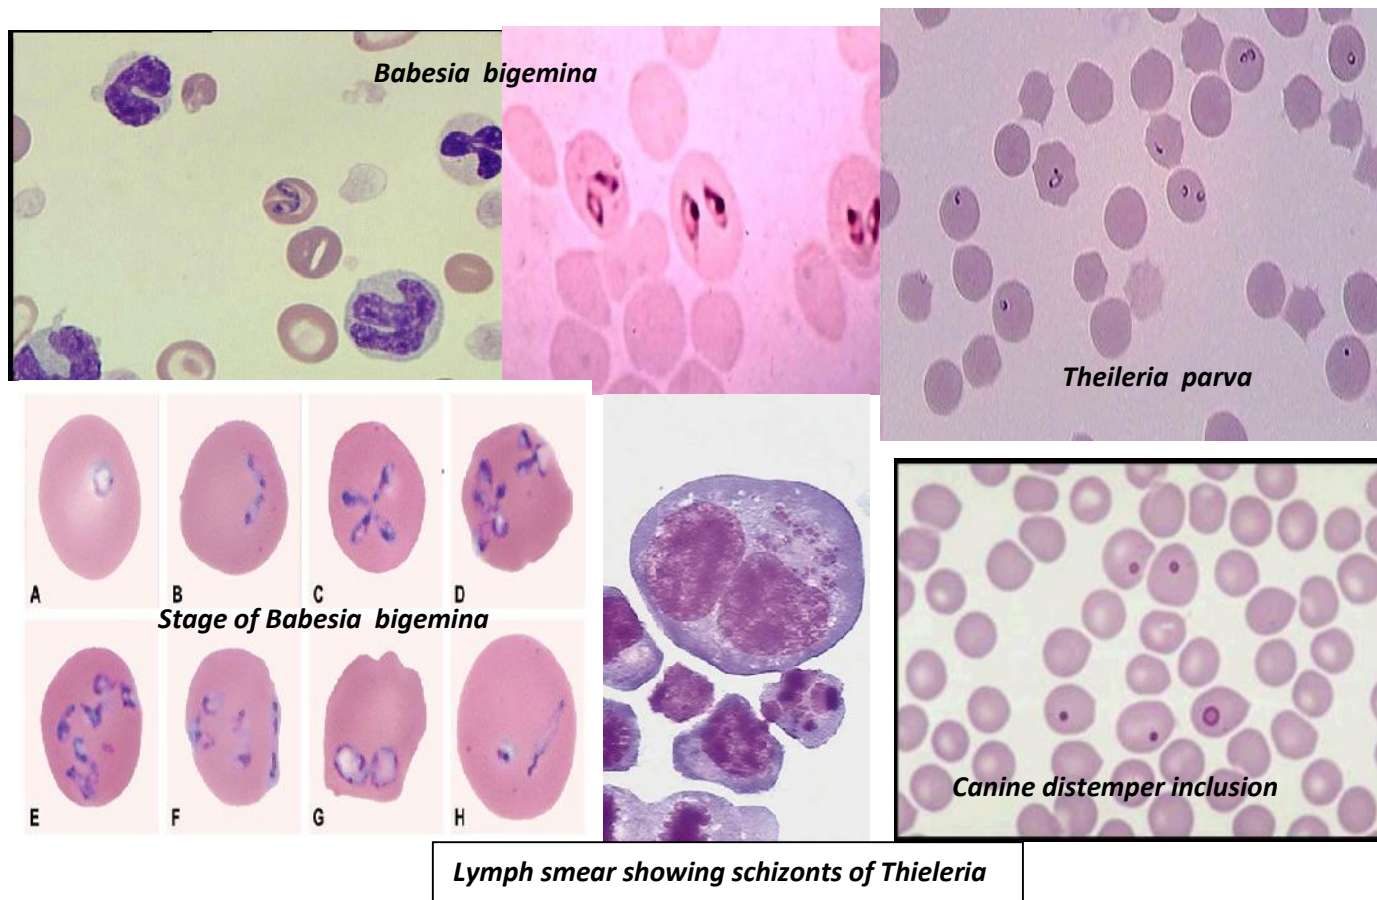 Babesia bigemina
Theileria parva
A
B
C
D
Stage of Babesia bigemina
E
F
G
H
Canine distemper inclusion
Lymph smear showing schizonts of Thieleria